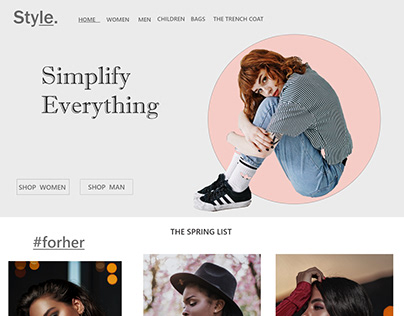 Style.
HOME WOMEN MEN CHILDREN BAGS THE TRENCH COAT
Simplify
Everything
SHOP WOMEN SHOP MAN
THE SPRING LIST
#forher